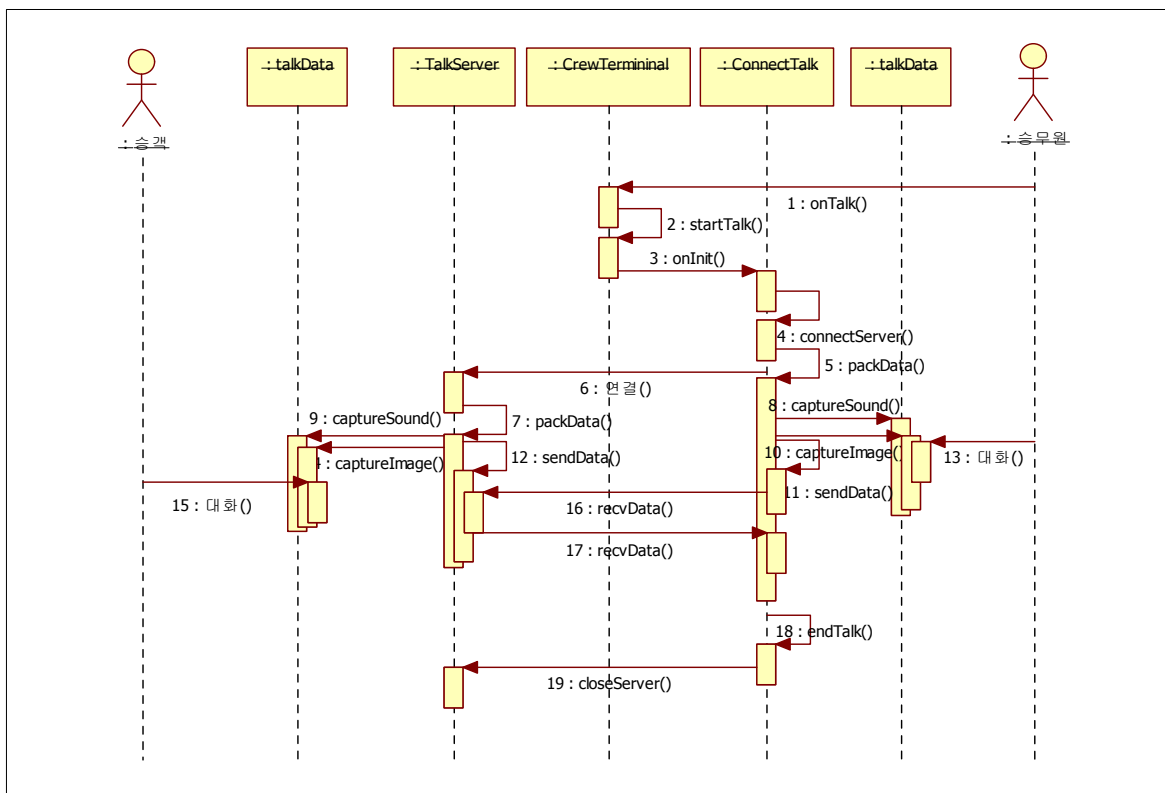 : talkData
: TalkServer
: CrewTermininal
: ConnectTalk
: talkData
: 승객
: 승무원
1 : onTalk()
2 : startTalk()
3 : onInit()
4 : connectServer()
5 : packData()
6 : 연결()
7 : packData()
8 : captureSound()
9 : captureSound()
10 : captureImage()
4 : captureImage()
12 : sendData()
13 : 대화()
11 : sendData()
15 : 대화()
16 : recvData()
17 : recvData()
18 : endTalk()
19 : closeServer()